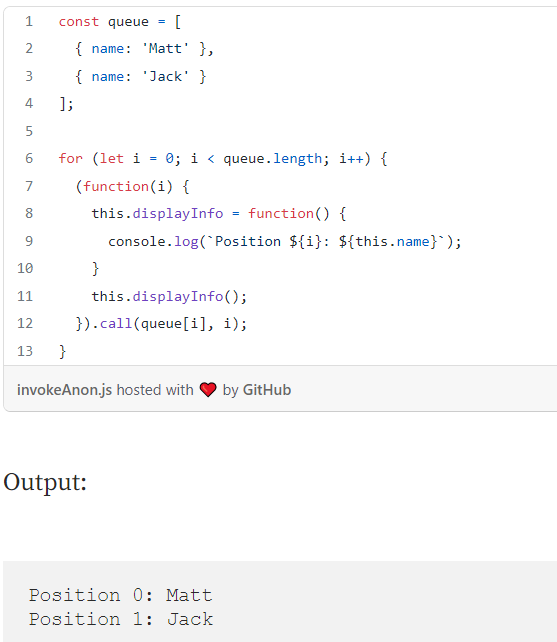 1 const queue = [
2 { name: 'Matt' },
3 { name: 'Jack' }
4 ];
5
6 for (let i = 0; i < queue.length; i++) {
7 (function(i) {
8 this.displayInfo = function() {
9 console.log(`Position ${i}: ${this.name}`);
10 }
11 this.displayInfo();
12 }).call(queue[i], i);
13 }
invokeAnon.js hosted with ❤ by GitHub
Output:
Position 0: Matt
Position 1: Jack